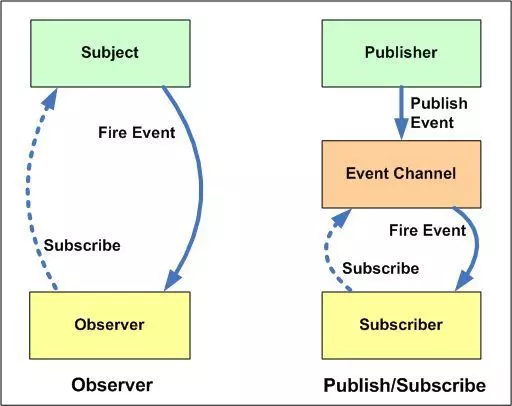 Subject
Fire Event
Subscribe
Observer
Observer
Publisher
Publish
Event
Event Channel
Fire Event
Subscribe
Subscriber
Publish/Subscribe